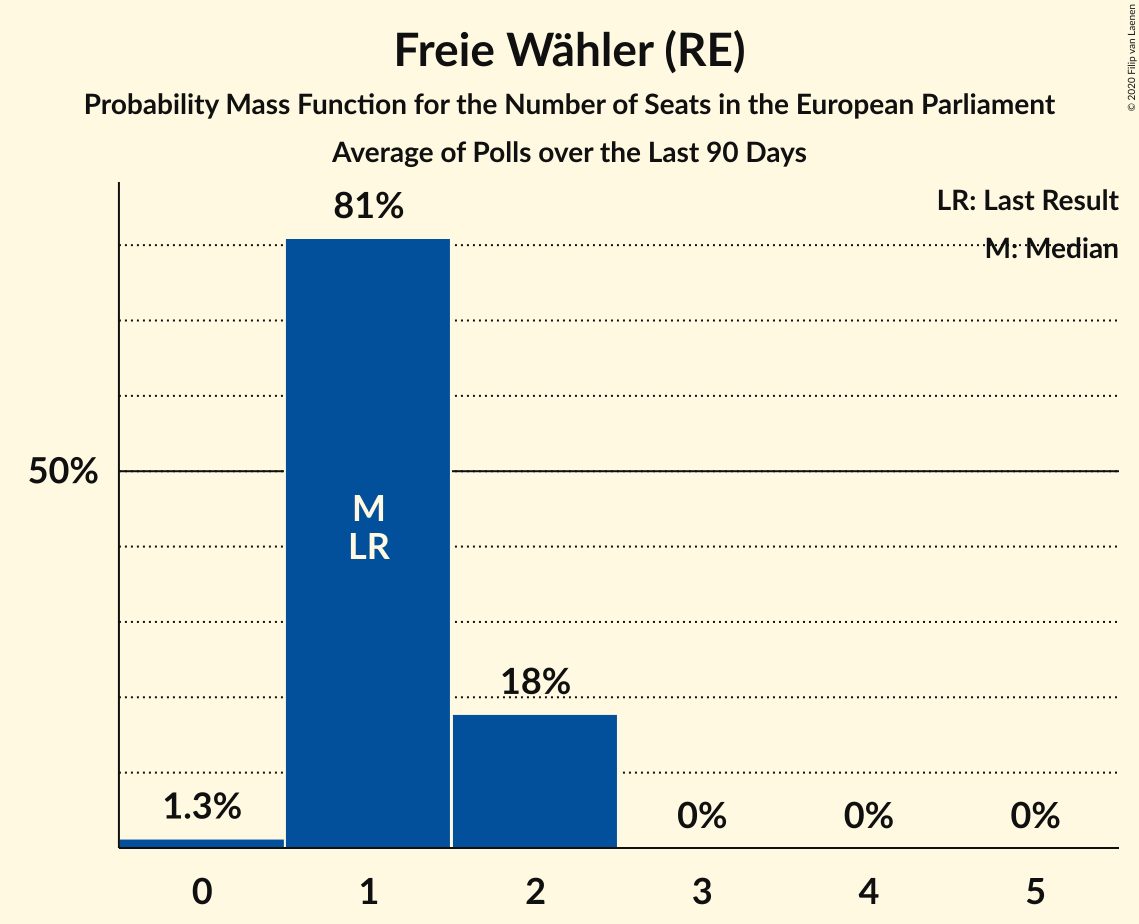 Freie Wähler (RE)
Probability Mass Function for the Number of Seats in the European Parliament
Average of Polls over the Last 90 Days
© 2020 Filip van Laenen
LR: Last Result
M: Median
81%
50%
M
LR
18%
1.3%
0%
0%
0%
0
1
2
3
4
5